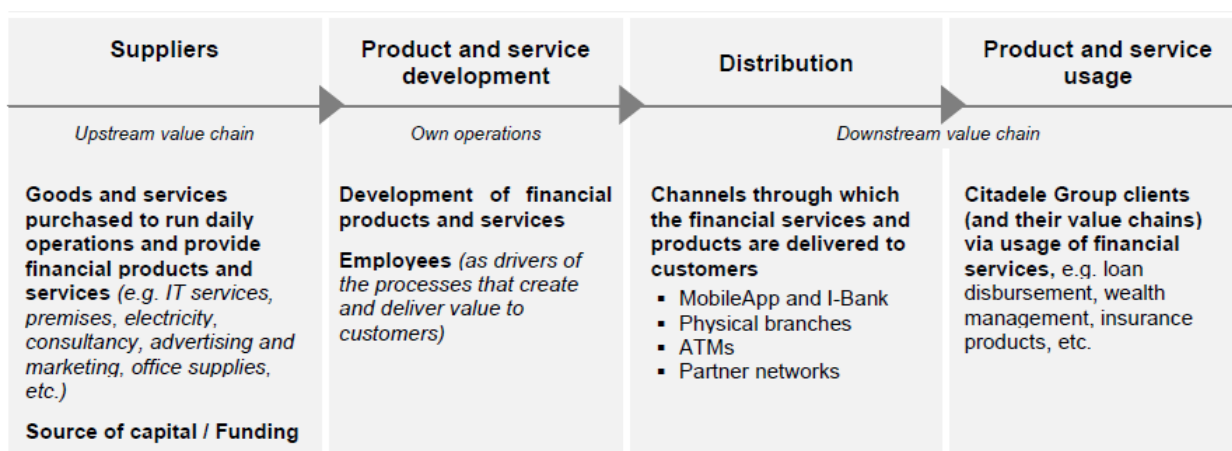 Suppliers
Product and service
development
Distribution
Product and service
usage
Upstream value chain
Own operations
Downstream value chain
Goods and services
purchased to run daily
operations and provide
financial products and
services (e.g. IT services,
premises, electricity,
consultancy, advertising and
marketing, office supplies,
etc.)
Source of capital / Funding
Development of financial
products and services
Employees (as drivers of
the processes that create
and deliver value to
customers)
Channels through which
the financial services and
products are delivered to
customers
▪ MobileApp and I-Bank
▪ Physical branches
▪ ATMs
▪ Partner networks
Citadele Group clients
(and their value chains)
via usage of financial
services, e.g. loan
disbursement, wealth
management, insurance
products, etc.